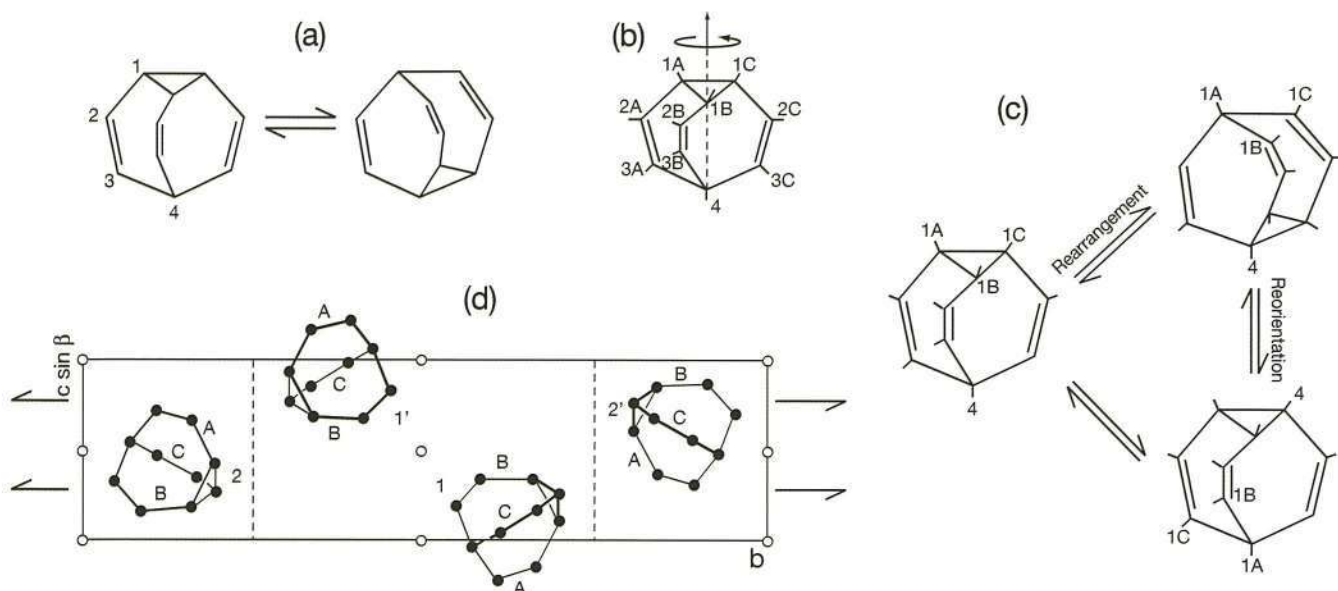 (a)
1
2
3
4
(b)
1A
1C
2A
2B
1B
2C
3A
3B
3C
4
(c)
1A
1C
1B
4
Rearrangement
1A
1C
1B
4
Reorientation
4
1B
1C
1A
(d)
c sin β
A
C
B
2
A
C
B
1'
1
B
C
A
2'
B
C
A
b